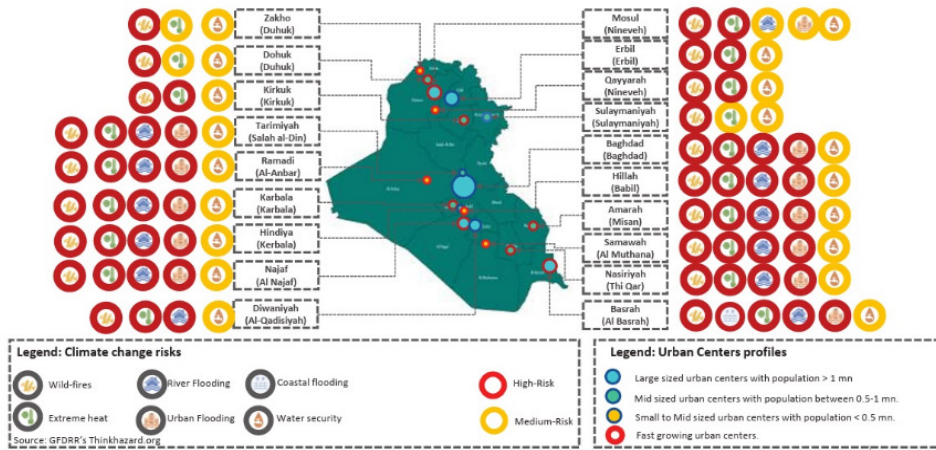 Zakho
(Duhuk)
Dohuk
(Duhuk)
Kirkuk
(Kirkuk)
Tarimiyah
(Salah al-Din)
Ramadi
(Al-Anbar)
Karbala
(Karbala)
Hindiya
(Kerbala)
Najaf
(Al Najaf)
Diwaniyah
(Al-Qadisiyah)
Mosul
(Nineveh)
Erbil
(Erbil)
Qayyarah
(Nineveh)
Sulaymaniyah
(Sulaymaniyah)
Baghdad
(Baghdad)
Hillah
(Babil)
Amarah
(Misan)
Samawah
(Al Muthana)
Nasiriyah
(Thi Qar)
Basrah
(Al Basrah)
Legend: Climate change risks
Wild-fires
River Flooding
Coastal flooding
High-Risk
Extreme heat
Urban Flooding
Water security
Medium-Risk
Source: GFDRR's Thinkhazard.org
Legend: Urban Centers profiles
Large sized urban centers with population > 1 mn
Mid sized urban centers with population between 0.5-1 mn.
Small to Mid sized urban centers with population < 0.5 mn.
Fast growing urban centers.